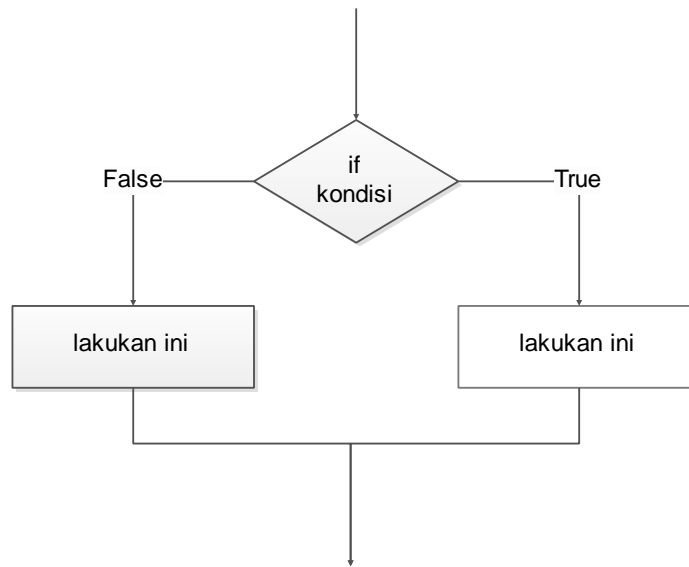 if
kondisi
False
True
lakukan ini
lakukan ini